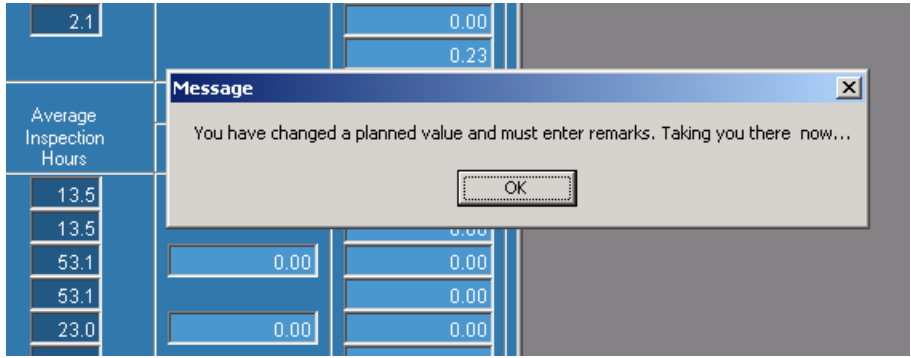 2.1 0.00
0.23
Message
You have changed a planned value and must enter remarks. Taking you there  now...
OK
Average
Inspection
Hours
13.5
13.5 0.00
53.1 0.00 0.00
53.1 0.00
23.0 0.00 0.00